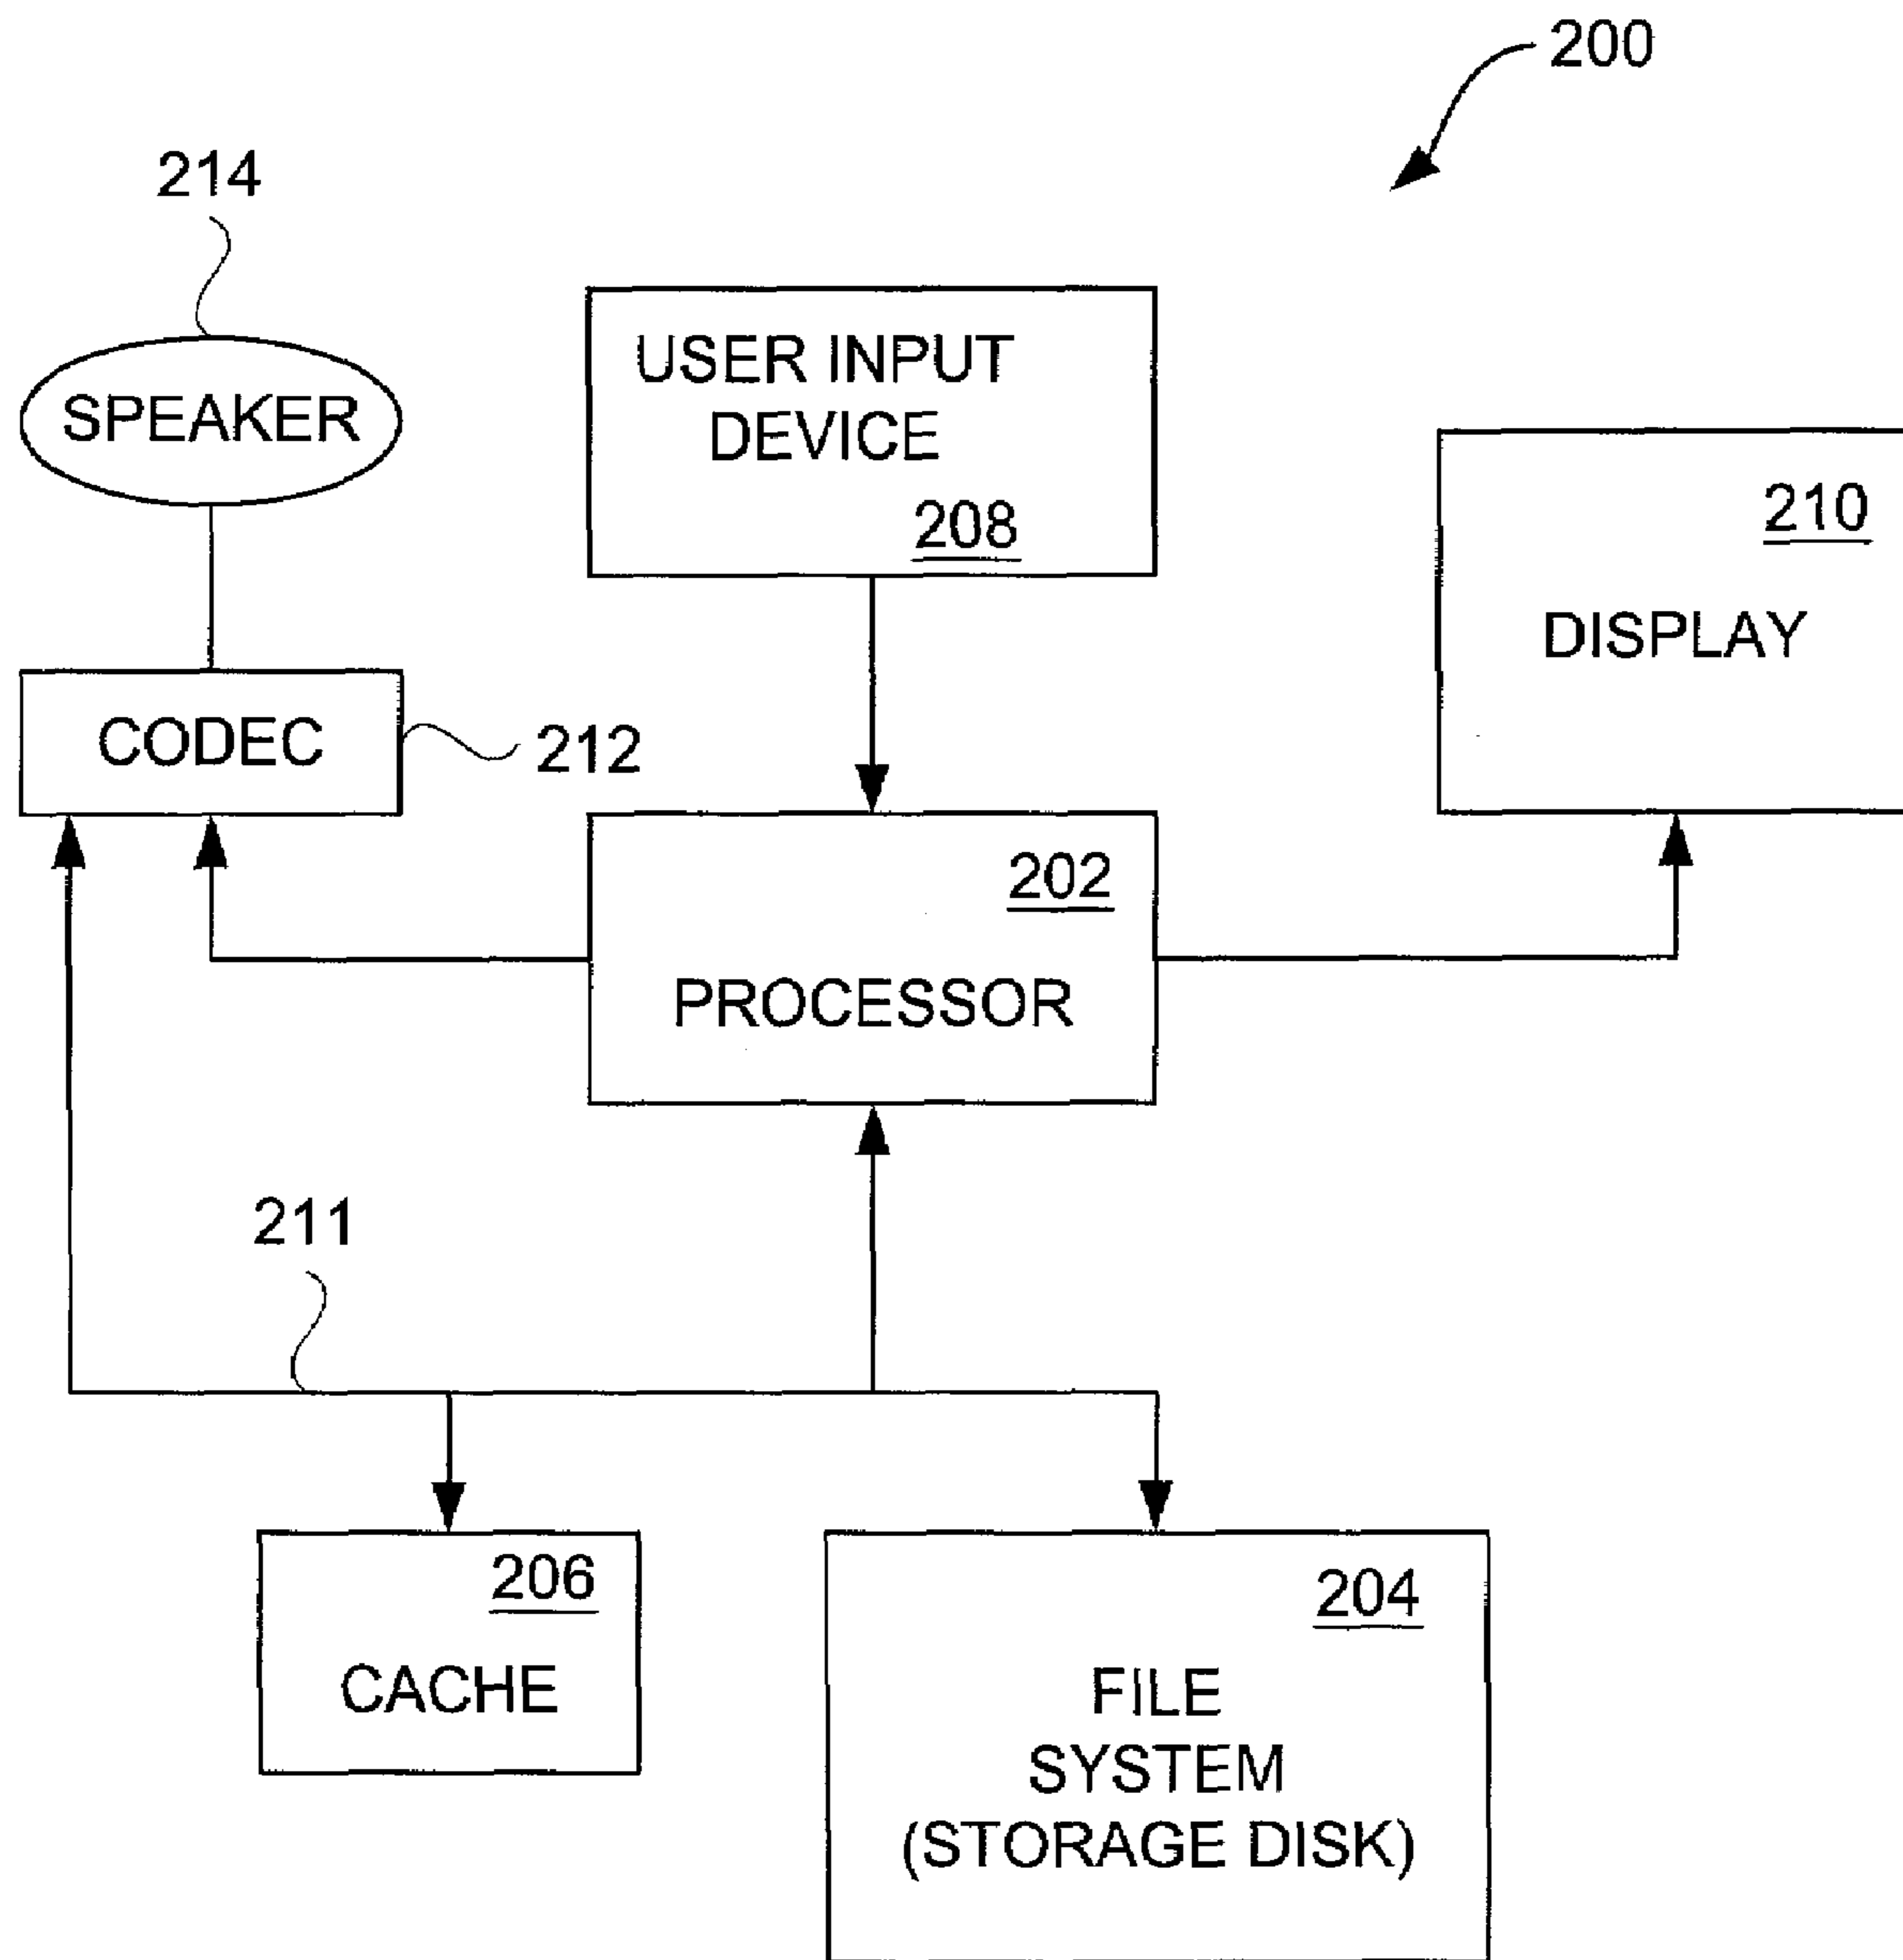 200
214
SPEAKER
USER INPUT
DEVICE
208
210
DISPLAY
CODEC
212
202
PROCESSOR
211
206
CACHE
204
FILE
SYSTEM
(STORAGE DISK)